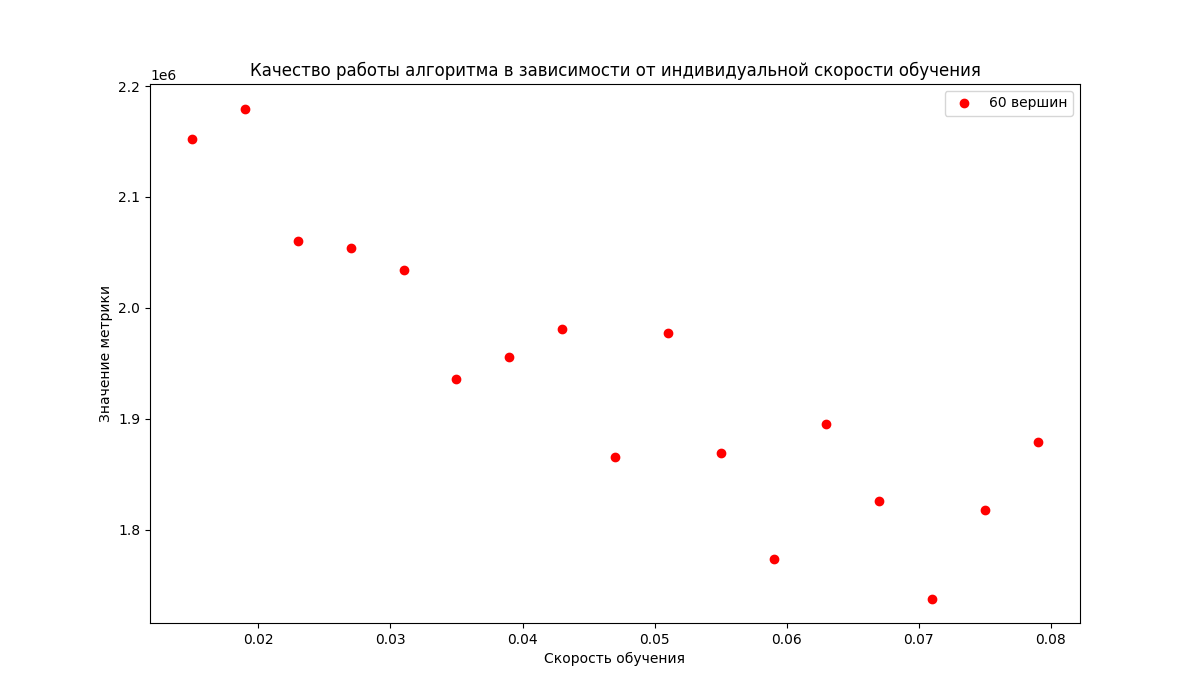 Качество работы алгоритма в зависимости от индивидуальной скорости обучения
1e6
60 вершин
2.2
2.1
2.0
1.9
1.8
Значение метрики
0.02 0.03 0.04 0.05 0.06 0.07 0.08
Скорость обучения